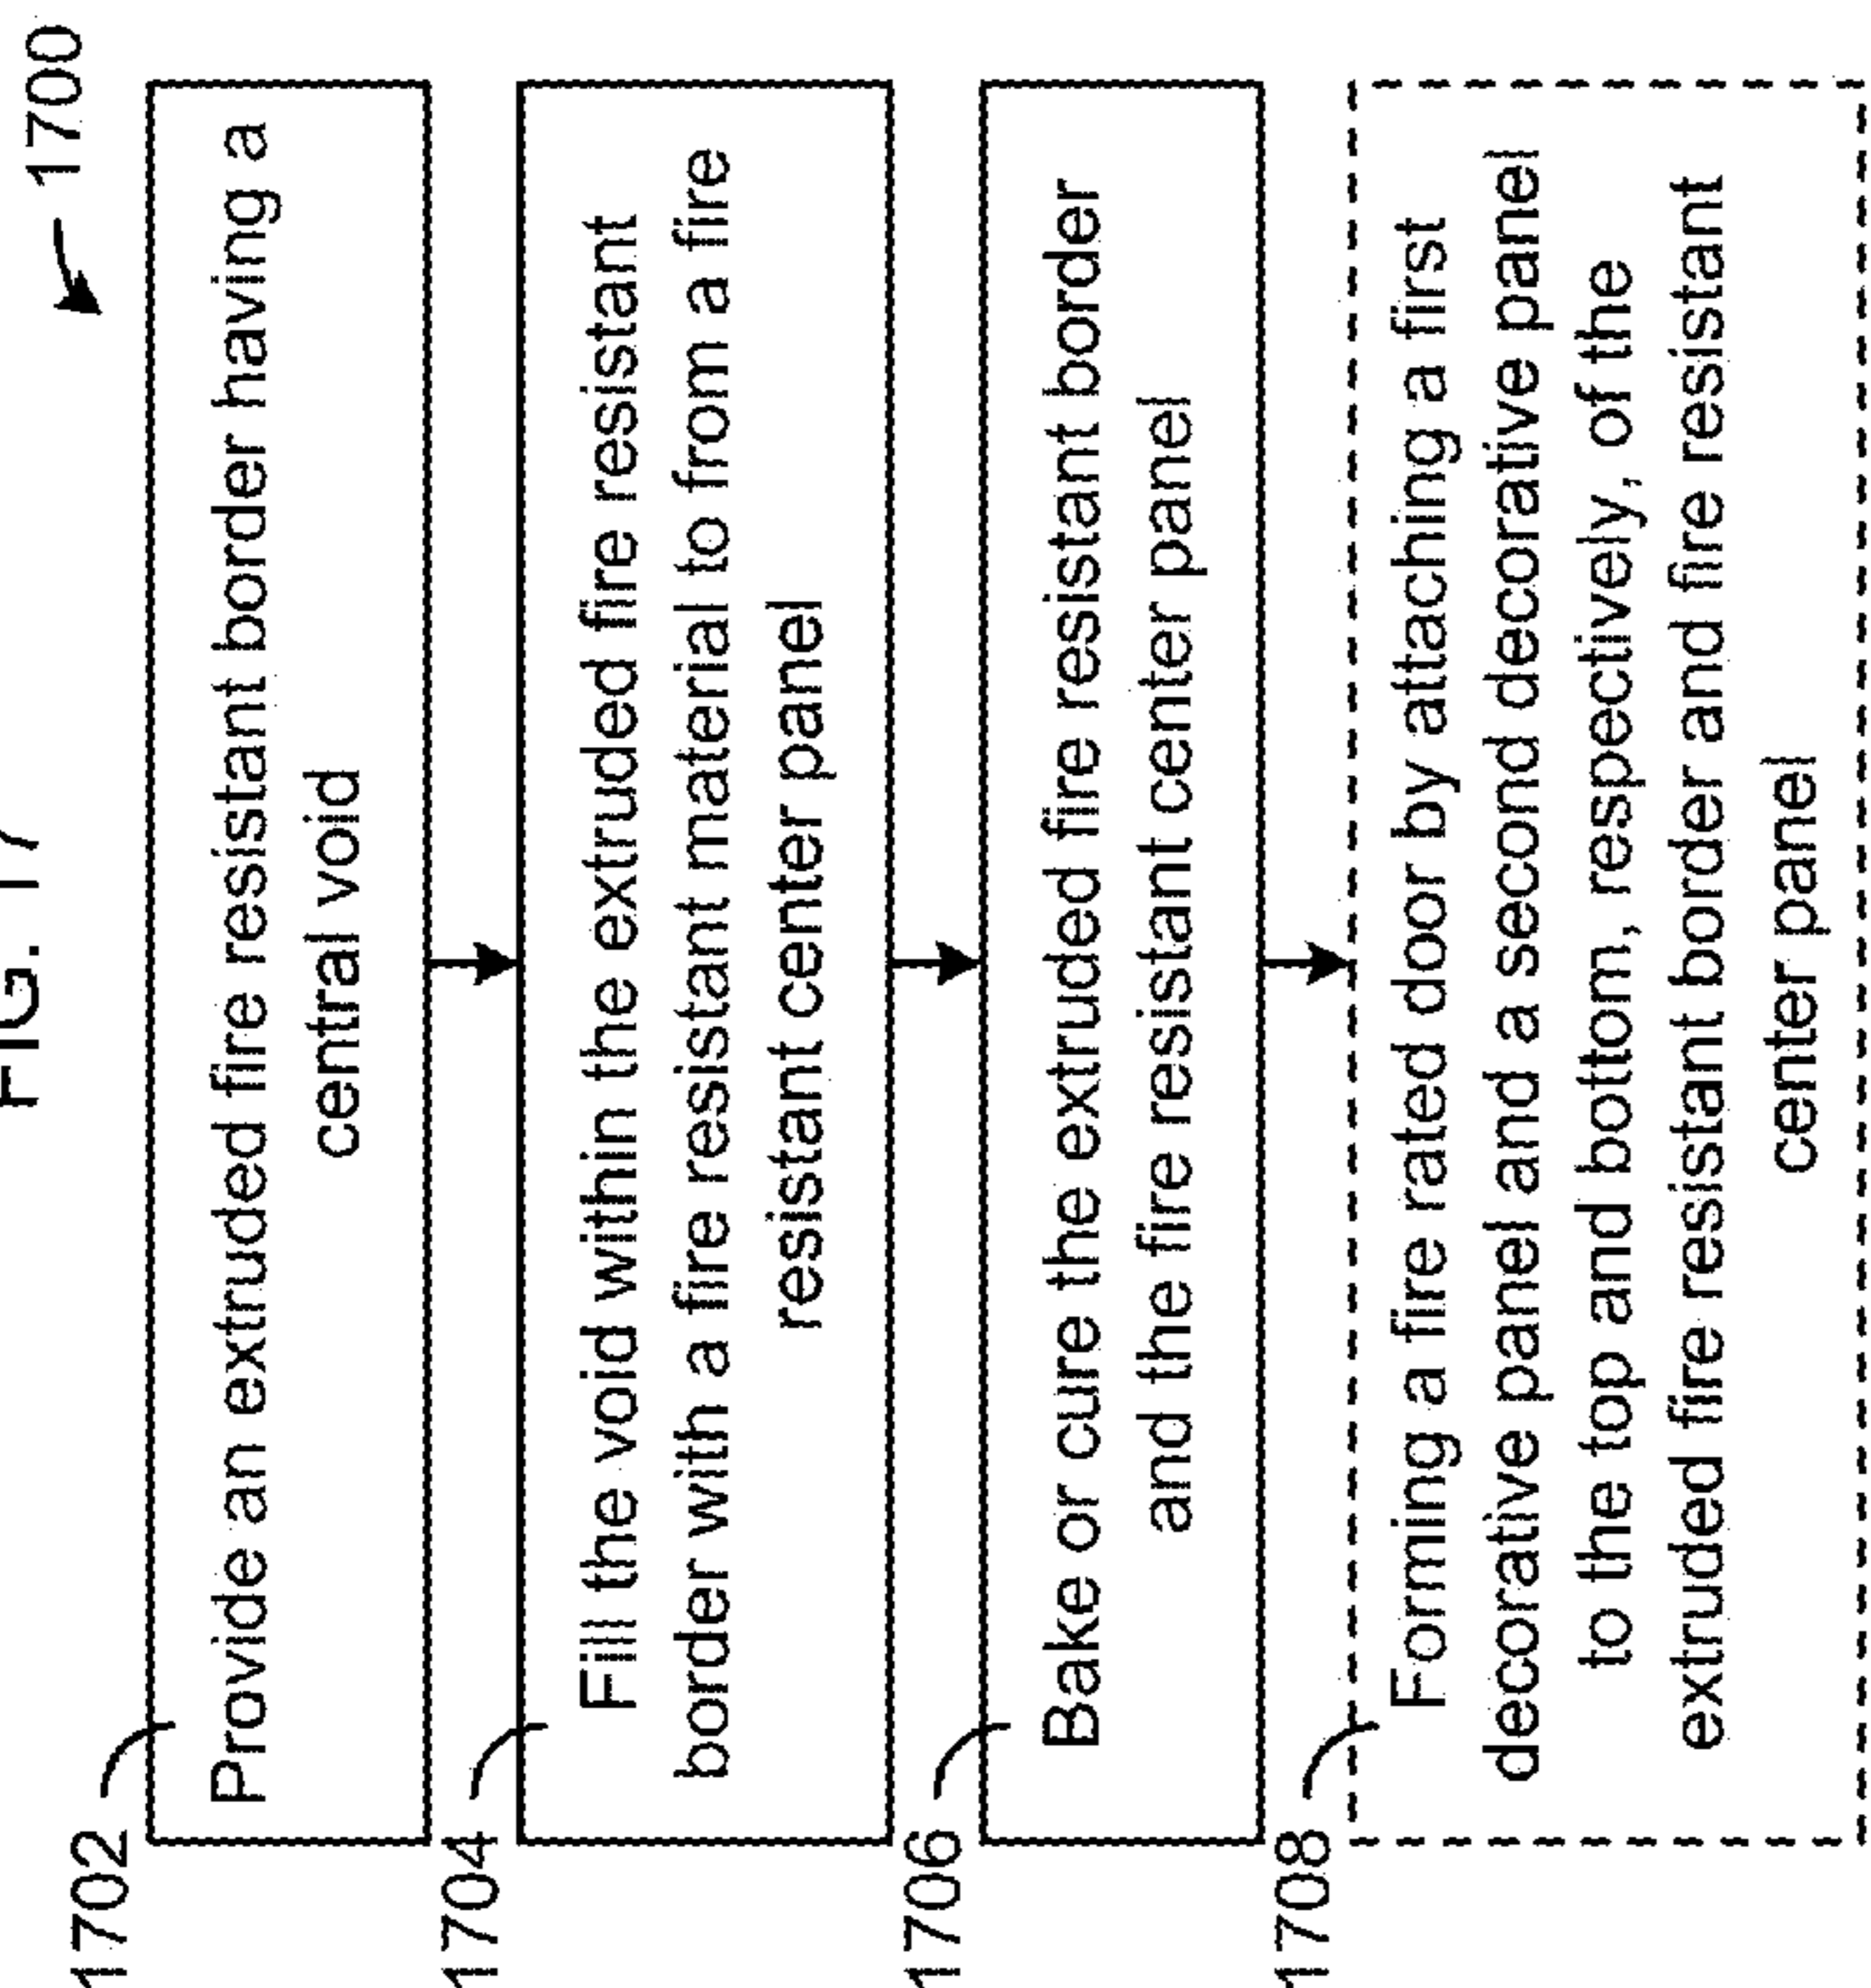 FIG. 17
1700
1702
Provide an extruded fire resistant border having a
central void
1704
Fill the void within the extruded fire resistant
border with a fire resistant material to from a fire
resistant center panel
1706
Bake or cure the extruded fire resistant border
and the fire resistant center panel
1708
Forming a fire rated door by attaching a first
decorative panel and a second decorative panel
to the top and bottom, respectively, of the
extruded fire resistant border and fire resistant
center panel